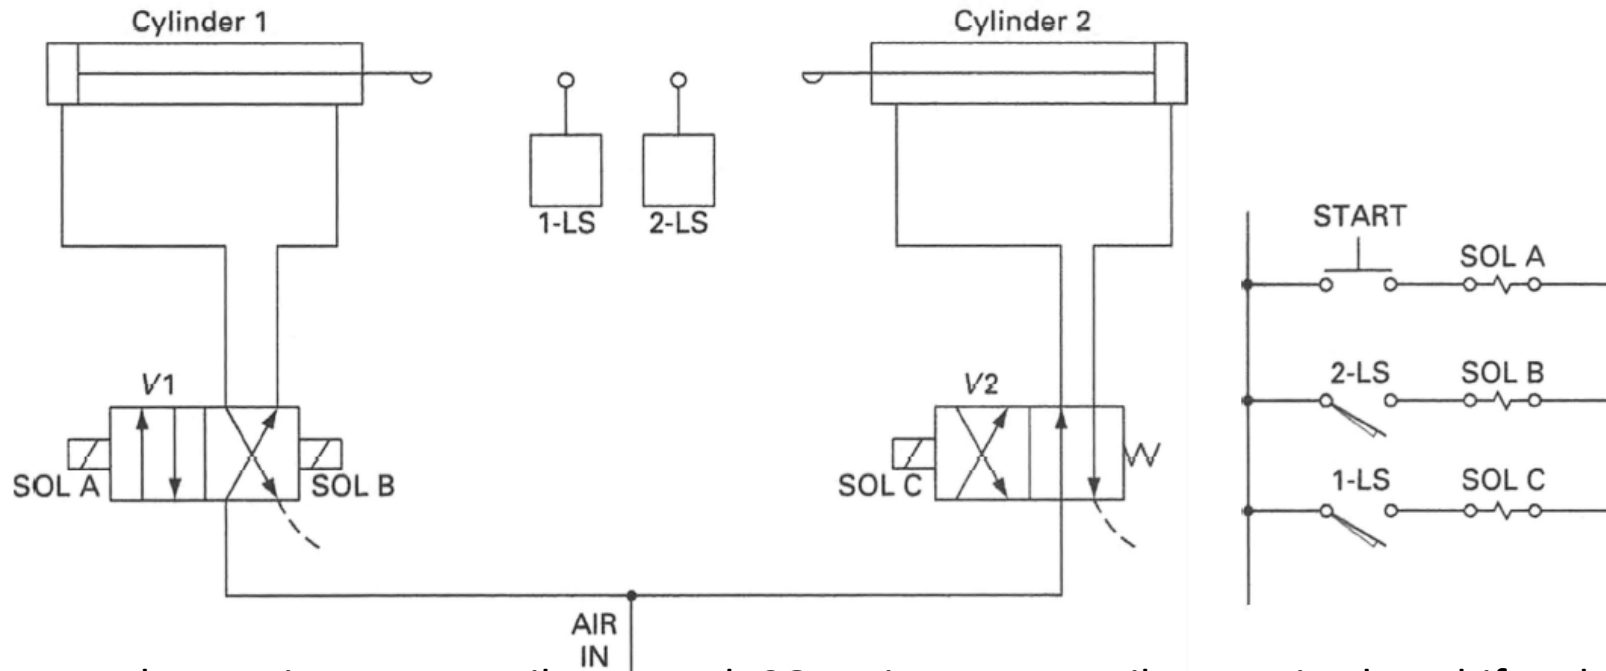 Cylinder 1
Cylinder 2
1-LS
2-LS
V1
V2
SOL A
SOL B
SOL C
AIR
IN
START
SOL A
2-LS
SOL B
1-LS
SOL C